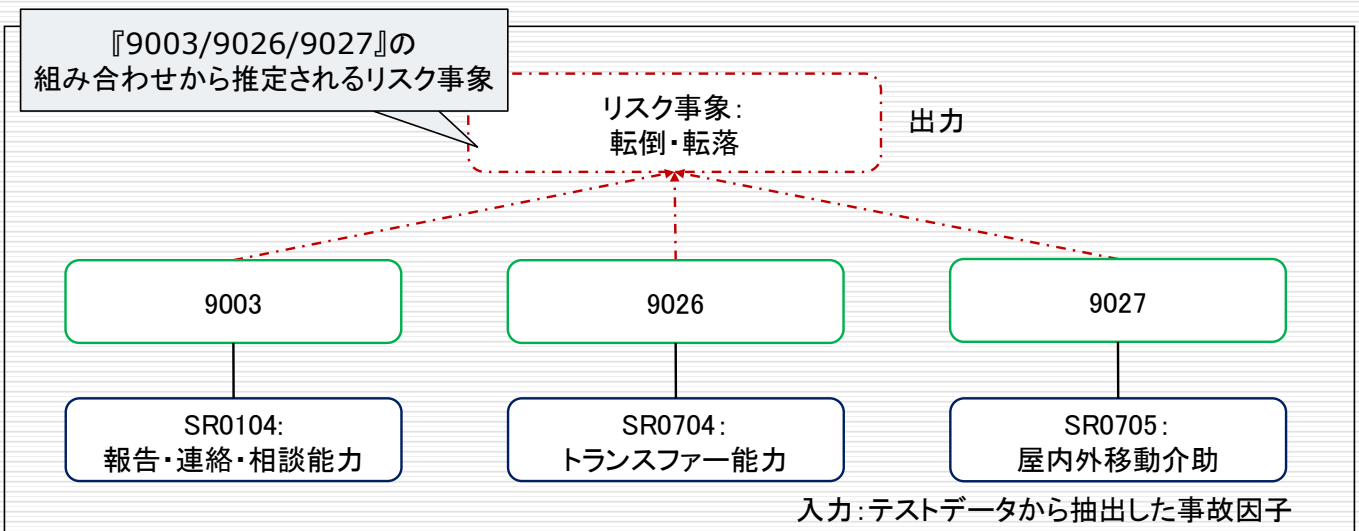 『9003/9026/9027』の
組み合わせから推定されるリスク事象
リスク事象：
転倒・転落
出力
9003
9026
9027
SR0104：
報告・連絡・相談能力
SR0704：
トランスファー能力
SR0705：
屋内外移動介助
入力：テストデータから抽出した事故因子